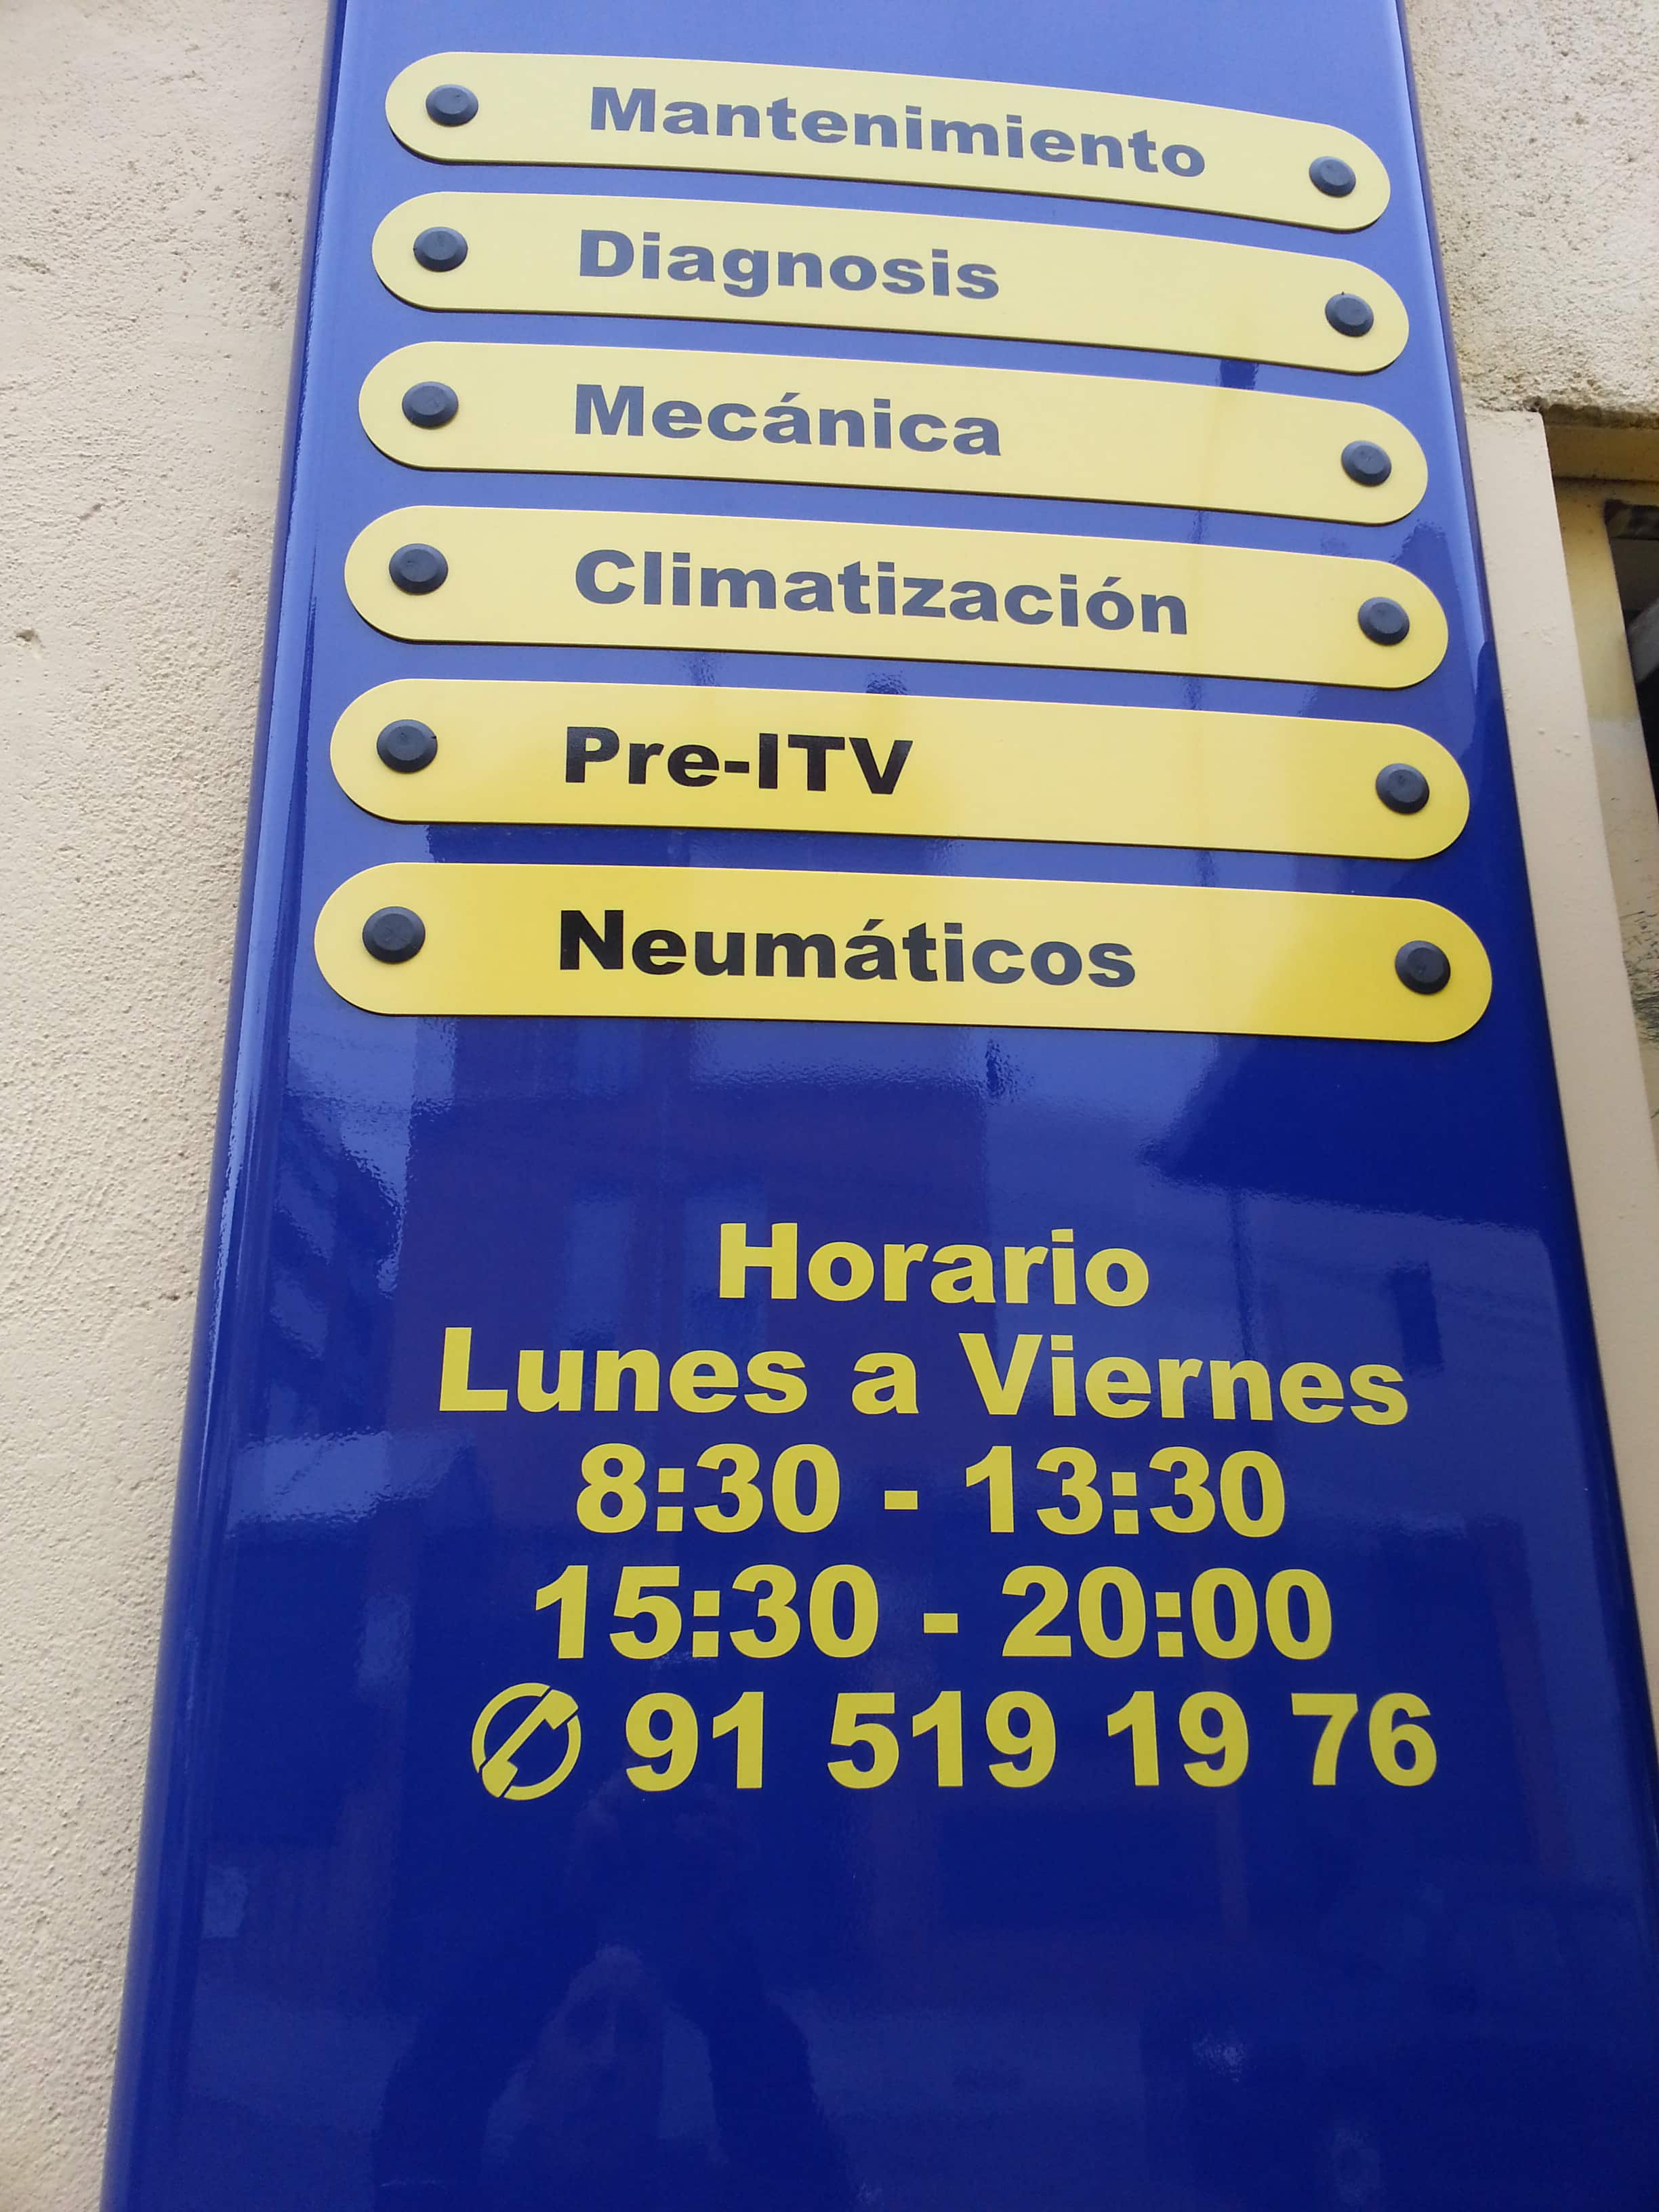 Mantenimiento
Diagnosis
Mecánica
Climatización
Pre-ITV
Neumáticos
Horario
Lunes a Viernes
8:30 - 13:30
15:30 - 20:00
✆ 91 519 19 76